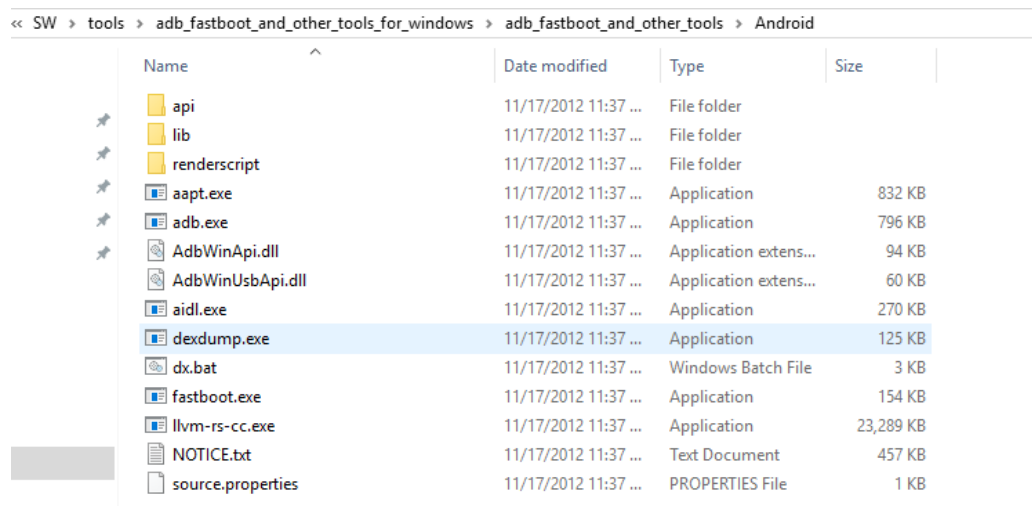 « SW > tools > adb_fastboot_and_other_tools_for_windows > adb_fastboot_and_other_tools > Android
Name Date modified Type Size
api 11/17/2012 11:37 ... File folder
lib 11/17/2012 11:37 ... File folder
renderscript 11/17/2012 11:37 ... File folder
aapt.exe 11/17/2012 11:37 ... Application 832 KB
adb.exe 11/17/2012 11:37 ... Application 796 KB
AdbWinApi.dll 11/17/2012 11:37 ... Application extens... 94 KB
AdbWinUsbApi.dll 11/17/2012 11:37 ... Application extens... 60 KB
aidl.exe 11/17/2012 11:37 ... Application 270 KB
dexdump.exe 11/17/2012 11:37 ... Application 125 KB
dx.bat 11/17/2012 11:37 ... Windows Batch File 3 KB
fastboot.exe 11/17/2012 11:37 ... Application 154 KB
llvm-rs-cc.exe 11/17/2012 11:37 ... Application 23,289 KB
NOTICE.txt 11/17/2012 11:37 ... Text Document 457 KB
source.properties 11/17/2012 11:37 ... PROPERTIES File 1 KB